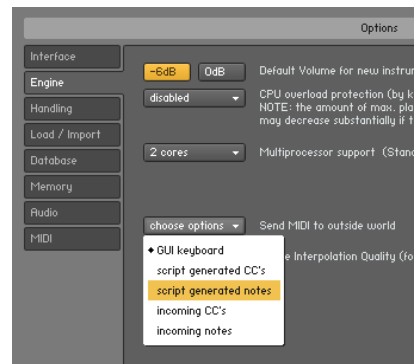 Options
Interface
Engine
Handling
Load / Import
Database
Memory
Audio
MIDI
-6dB 0dB Default Volume for new instrum
disabled CPU overload protection (by k
NOTE: the amount of max. pla
may decrease substantially if t
2 cores Multiprocessor support (Stand
choose options Send MIDI to outside world
GUI keyboard
e Interpolation Quality (fo
script generated CC's
script generated notes
incoming CC's
incoming notes